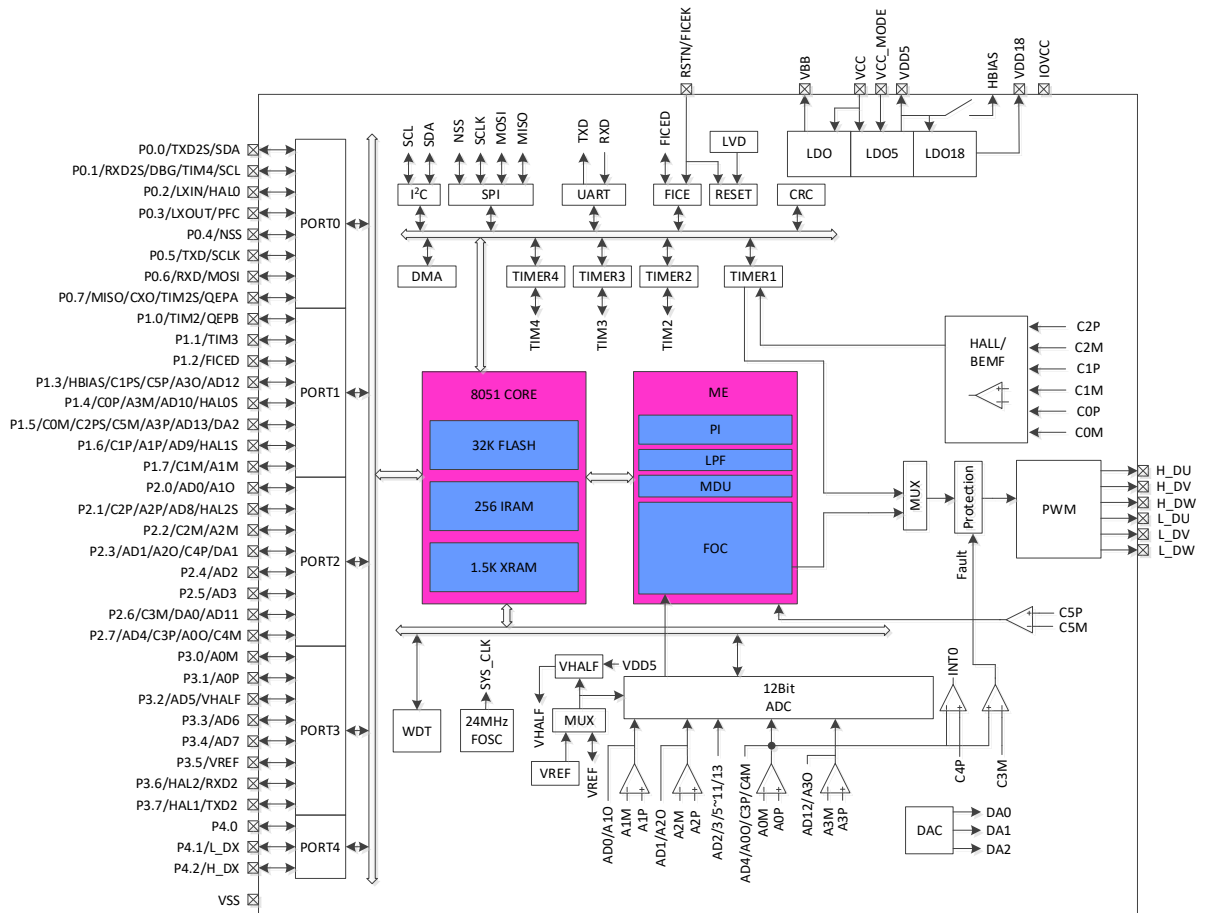 RSTN/FICEK
VBB
VCC
VCC_MODE
VDD5
HBIAS
VDD18
IOVCC
P0.0/TXD2S/SDA
P0.1/RXD2S/DBG/TIM4/SCL
P0.2/LXIN/HAL0
P0.3/LXOUT/PFC
P0.4/NSS
P0.5/TXD/SCLK
P0.6/RXD/MOSI
P0.7/MISO/CXO/TIM2S/QEPA
P1.0/TIM2/QEPB
P1.1/TIM3
P1.2/FICED
P1.3/HBIAS/C1PS/C5P/A3O/AD12
P1.4/C0P/A3M/AD10/HAL0S
P1.5/C0M/C2PS/C5M/A3P/AD13/DA2
P1.6/C1P/A1P/AD9/HAL1S
P1.7/C1M/A1M
P2.0/AD0/A1O
P2.1/C2P/A2P/AD8/HAL2S
P2.2/C2M/A2M
P2.3/AD1/A2O/C4P/DA1
P2.4/AD2
P2.5/AD3
P2.6/C3M/DA0/AD11
P2.7/AD4/C3P/A0O/C4M
P3.0/A0M
P3.1/A0P
P3.2/AD5/VHALF
P3.3/AD6
P3.4/AD7
P3.5/VREF
P3.6/HAL2/RXD2
P3.7/HAL1/TXD2
P4.0
P4.1/L_DX
P4.2/H_DX
VSS
PORT0
PORT1
PORT2
PORT3
PORT4
SCL
SDA
NSS
SCLK
MOSI
MISO
TXD
RXD
FICED
LVD
I²C
SPI
UART
FICE
RESET
CRC
LDO
LDO5
LDO18
DMA
TIMER4
TIMER3
TIMER2
TIMER1
TIM4
TIM3
TIM2
8051 CORE
32K FLASH
256 IRAM
1.5K XRAM
ME
PI
LPF
MDU
FOC
HALL/
BEMF
C2P
C2M
C1P
C1M
C0P
C0M
MUX
Protection
Fault
PWM
H_DU
H_DV
H_DW
L_DU
L_DV
L_DW
C5P
C5M
WDT
SYS_CLK
24MHz
FOSC
VHALF
VDD5
VHALF
MUX
VREF
VREF
12Bit
ADC
INT0
C4P
C3M
AD0/A1O
A1M
A1P
AD1/A2O
A2M
A2P
AD2/3/5~11/13
AD4/A0O/C3P/C4M
A0M
A0P
AD12/A3O
A3M
A3P
DAC
DA0
DA1
DA2